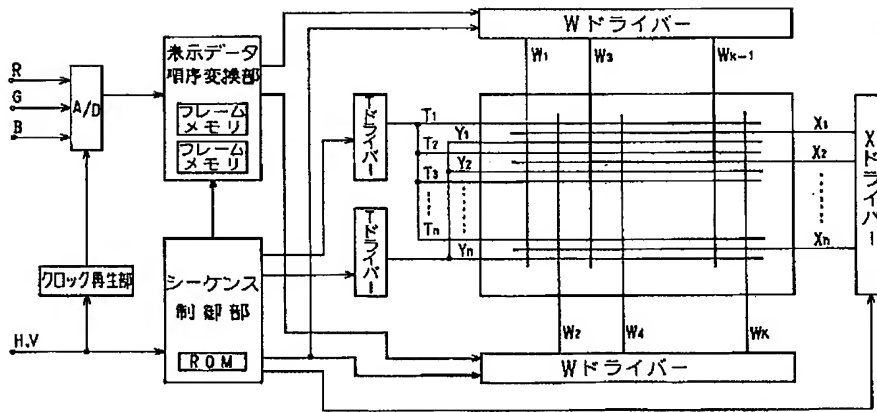 Wドライバー
表示データ
順序変換部
フレーム
メモリ
フレーム
メモリ
R
G
B
A/D
Tドライバー
Tドライバー
W1
W3
WK-1
T1
Y1
T2
Y2
T3
Tn
Yn
X1
X2
Xn
Xドライバー
クロック再生部
シーケンス
制御部
ROM
H.V
W2
W4
WK
Wドライバー